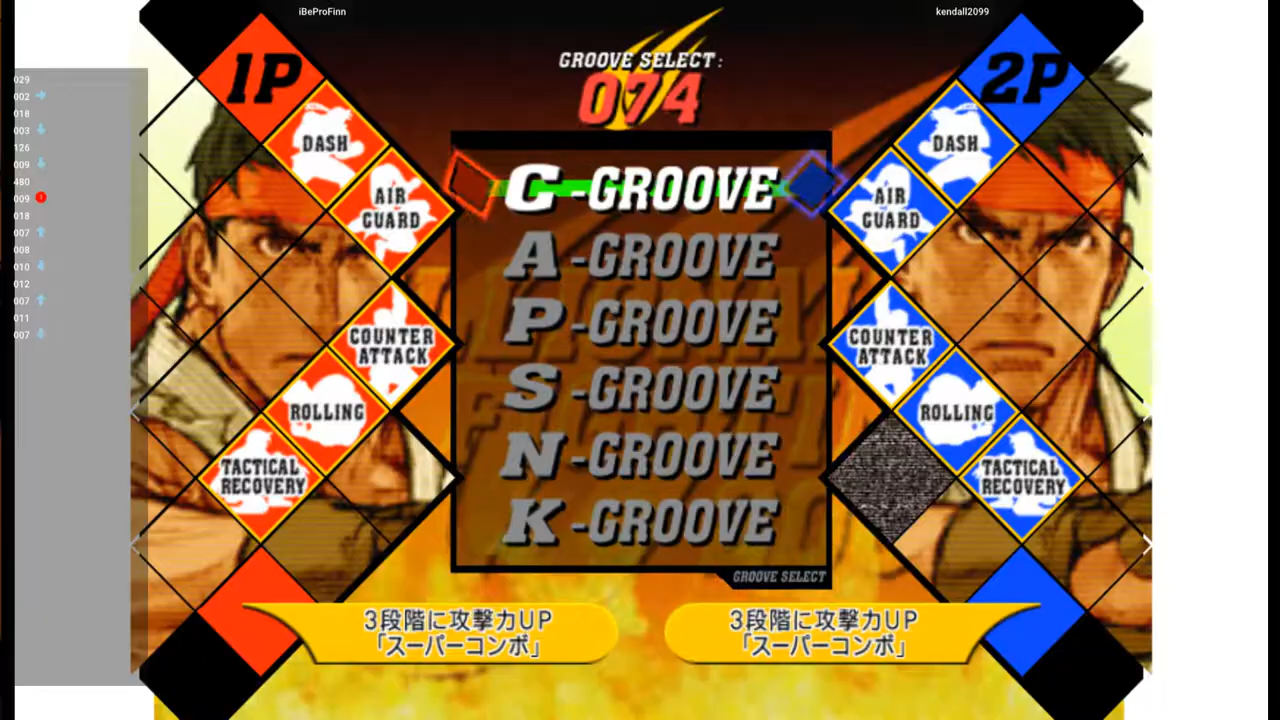 iBeProFinn
kendall2099
GROOVE SELECT:
074
1P
2P
029
002
018
003
126
009
480
009
018
007
008
010
012
007
011
007
DASH
AIR
GUARD
COUNTER
ATTACK
ROLLING
TACTICAL
RECOVERY
C-GROOVE
A-GROOVE
P-GROOVE
S-GROOVE
N-GROOVE
K-GROOVE
GROOVE SELECT
DASH
AIR
GUARD
COUNTER
ATTACK
ROLLING
TACTICAL
RECOVERY
3段階に攻撃力UP
「スーパーコンボ」
3段階に攻撃力UP
「スーパーコンボ」